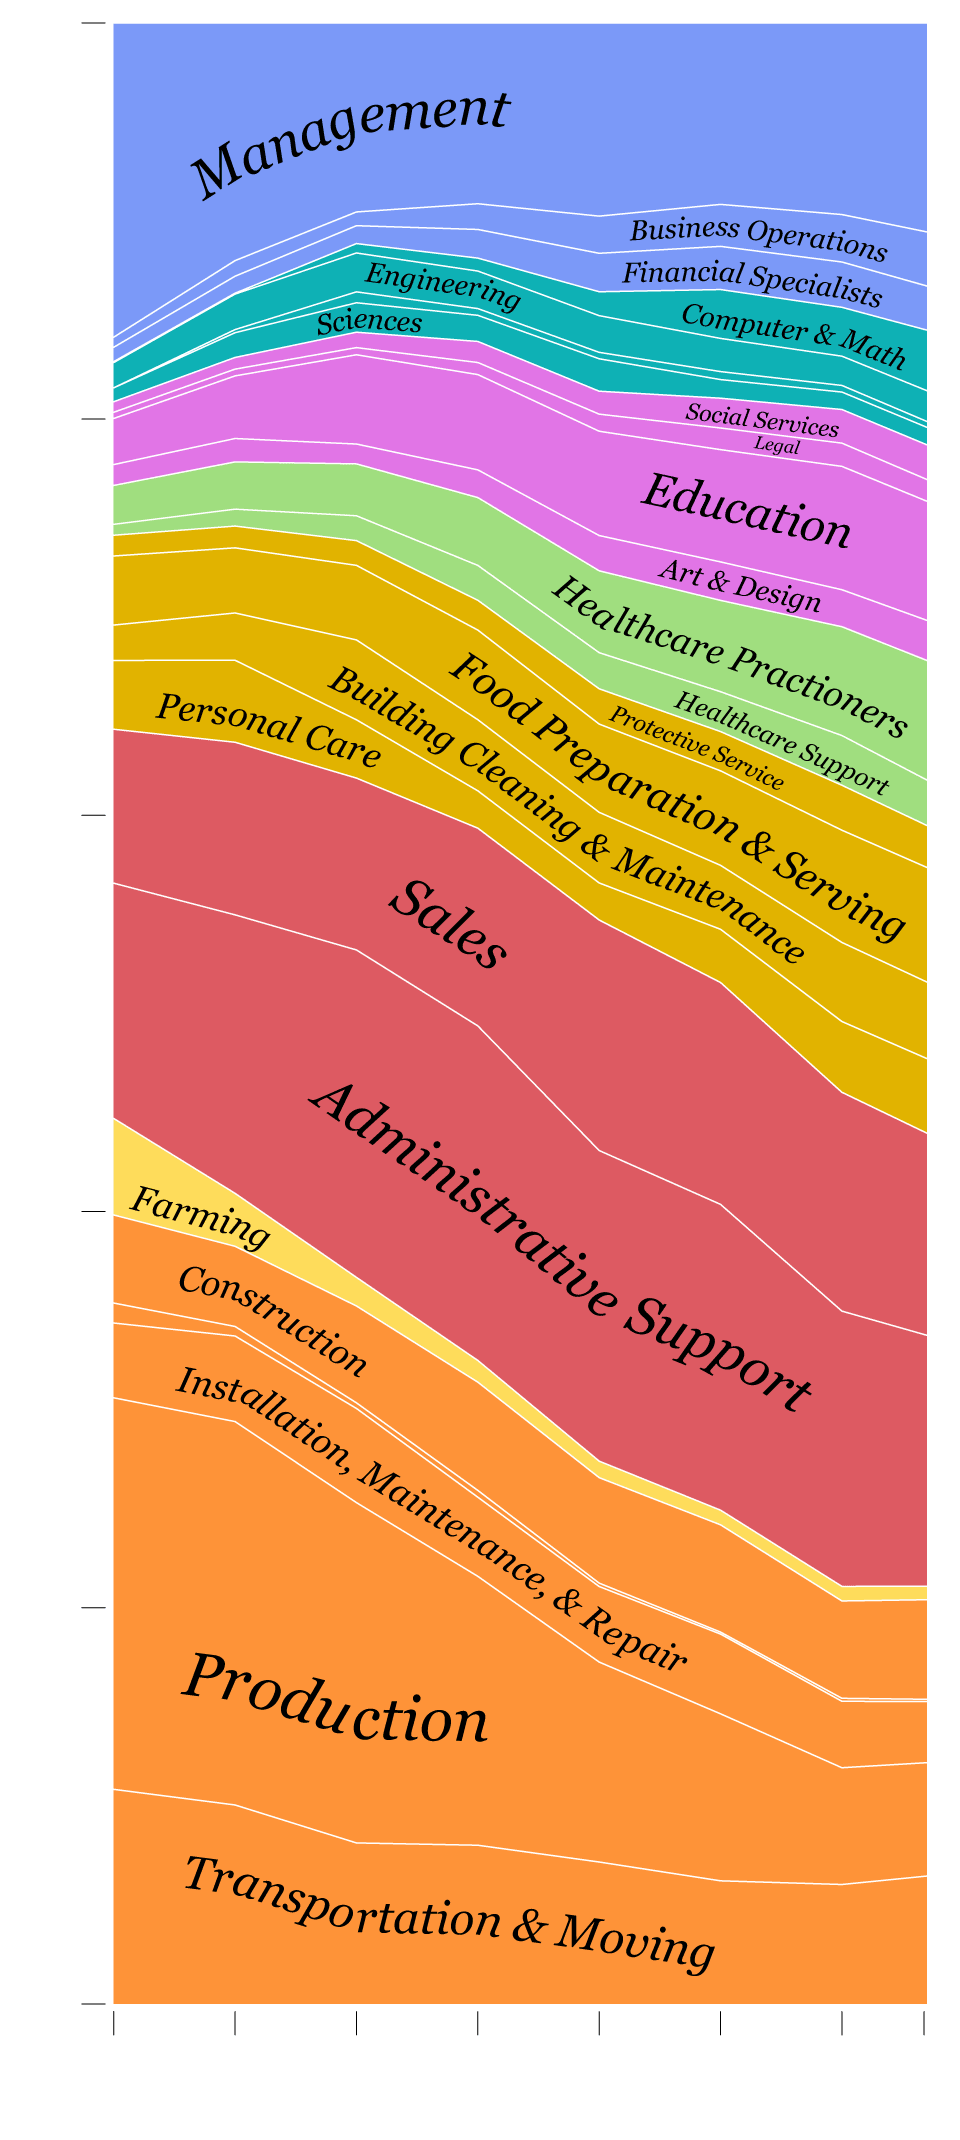 Management
Business Operations
Financial Specialists
Computer & Math
Engineering
Sciences
Social Services
Legal
Education
Art & Design
Healthcare Practioners
Healthcare Support
Protective Service
Food Preparation & Serving
Building Cleaning & Maintenance
Personal Care
Sales
Administrative Support
Farming
Construction
Installation, Maintenance, & Repair
Production
Transportation & Moving